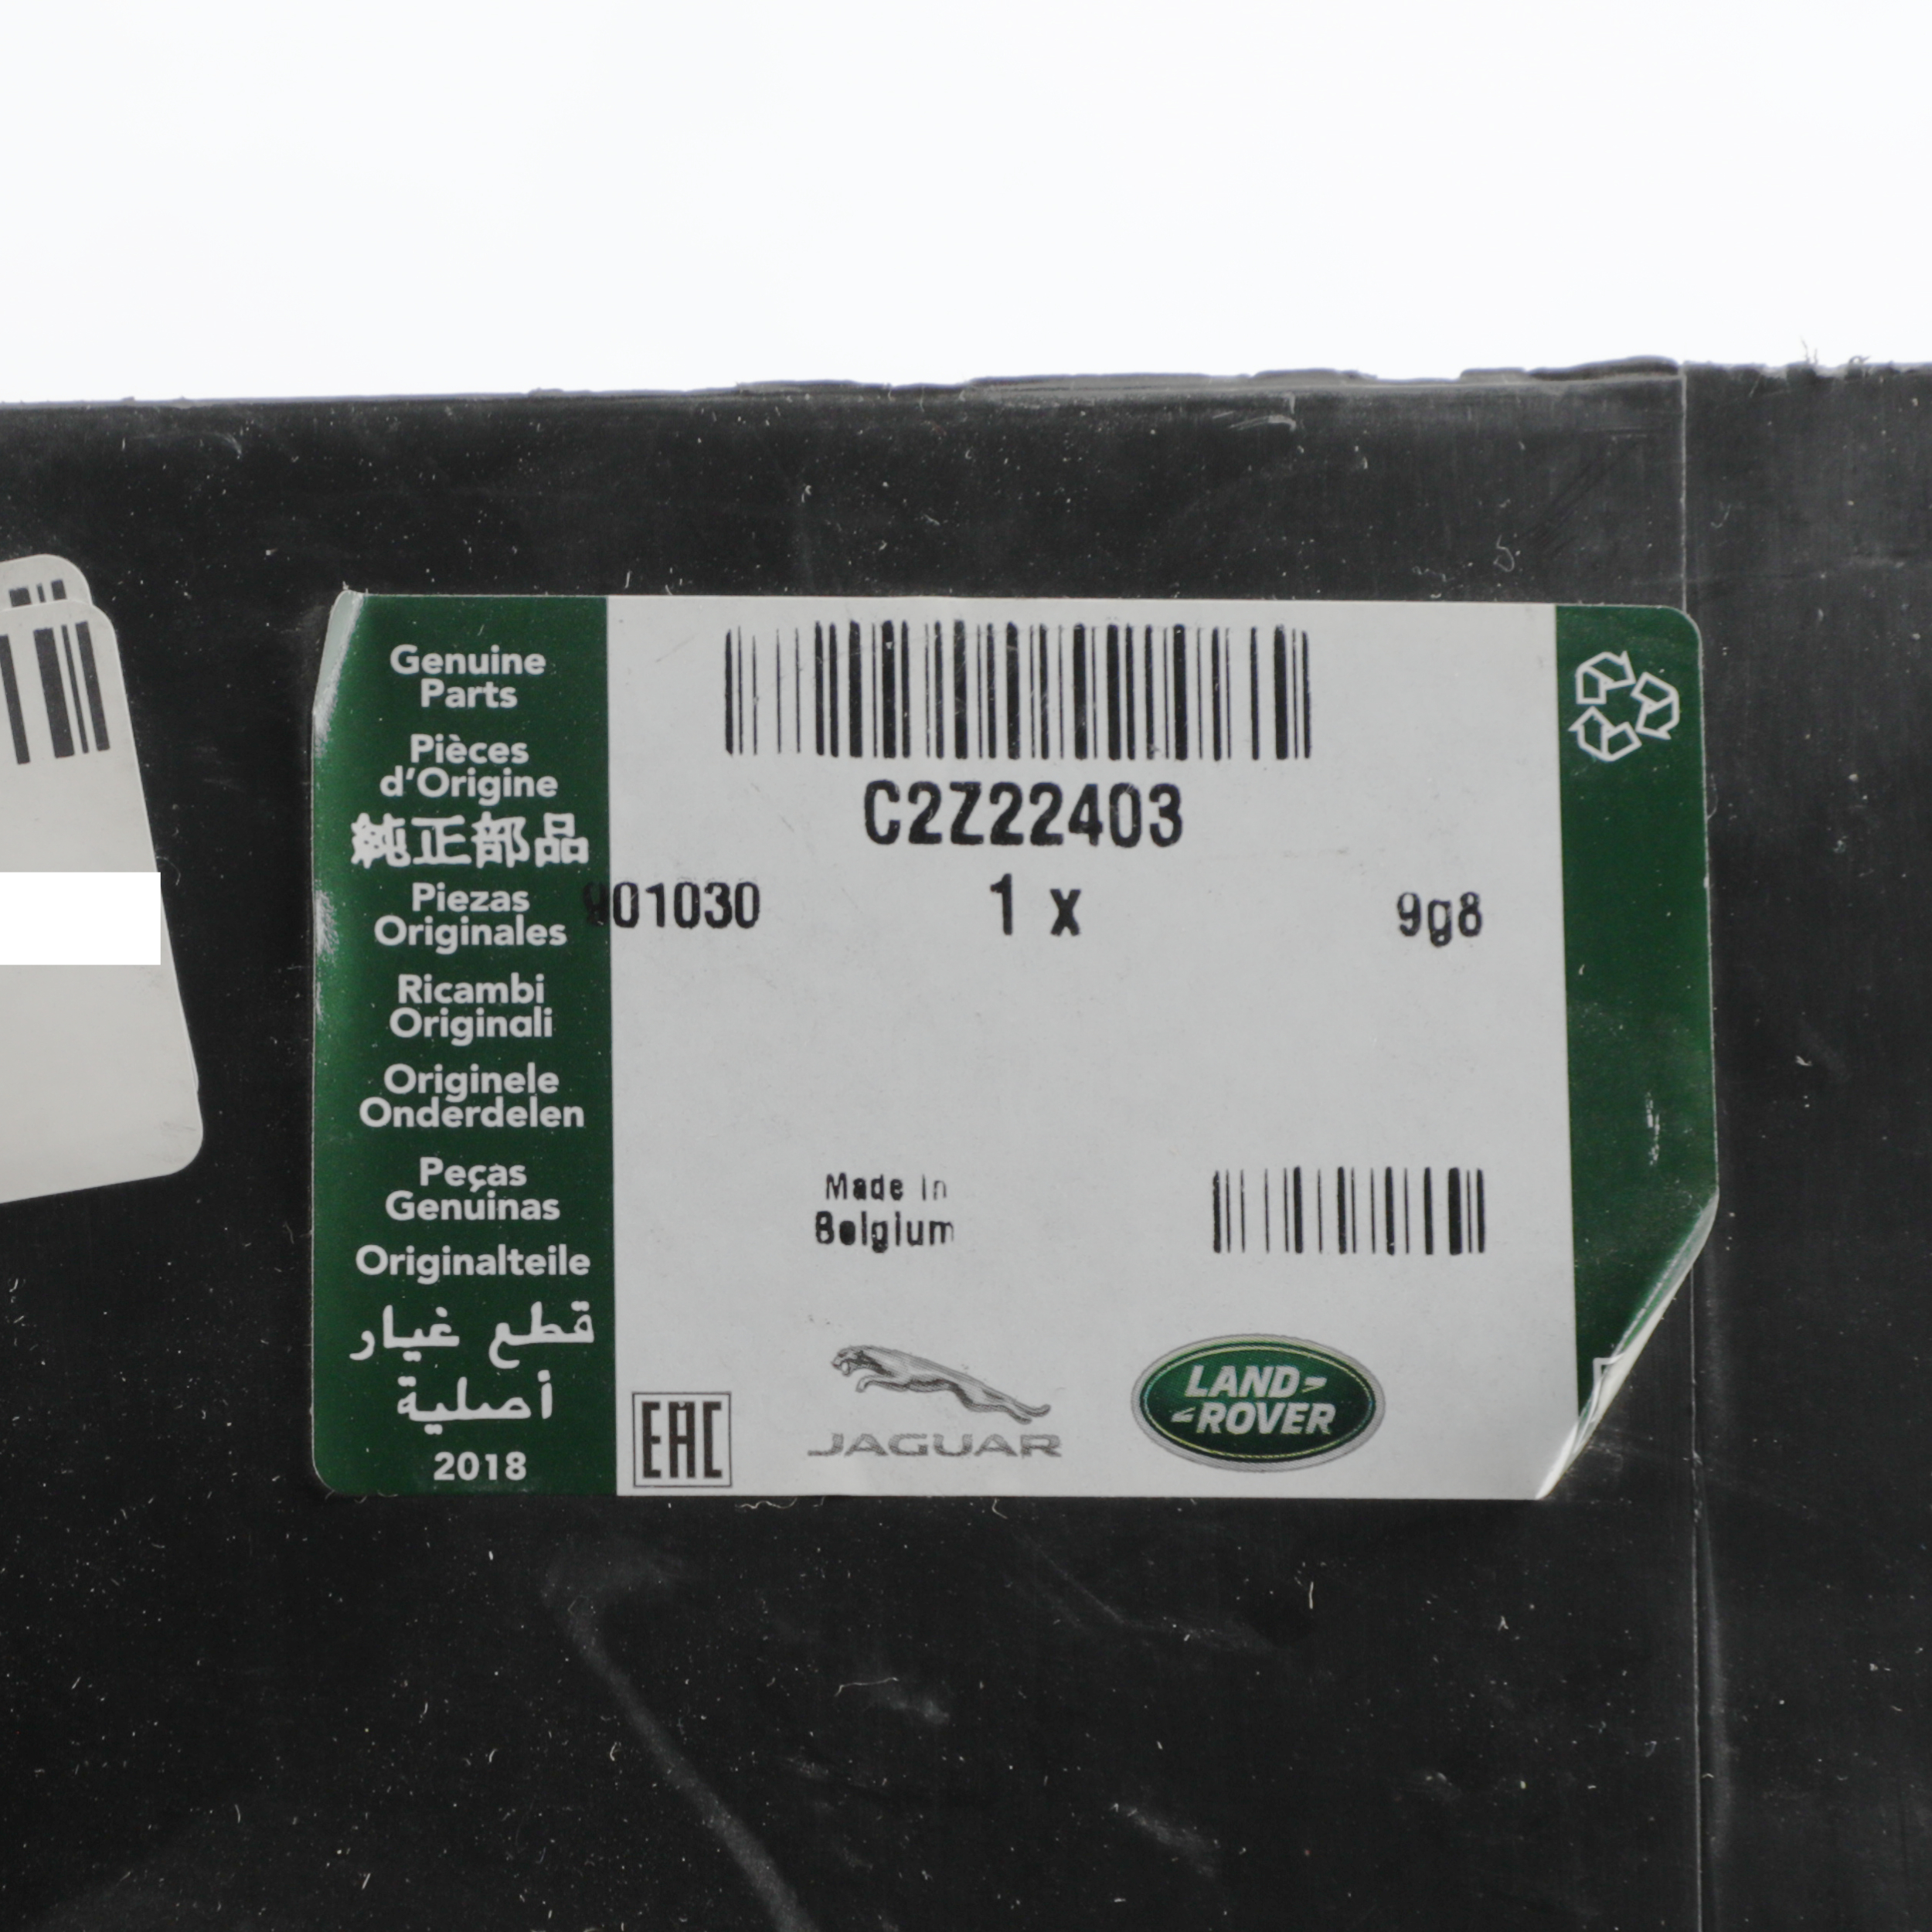 Genuine
Parts
Pièces
d'Origine
純正部品
Piezas
Originales
Ricambi
Originali
Originele
Onderdelen
Peças
Genuinas
Originalteile
قطع غيار
أصلية
2018
C2Z22403
901030 1 x 9g8
Made in
Belgium
EAC
JAGUAR
LAND-
-ROVER